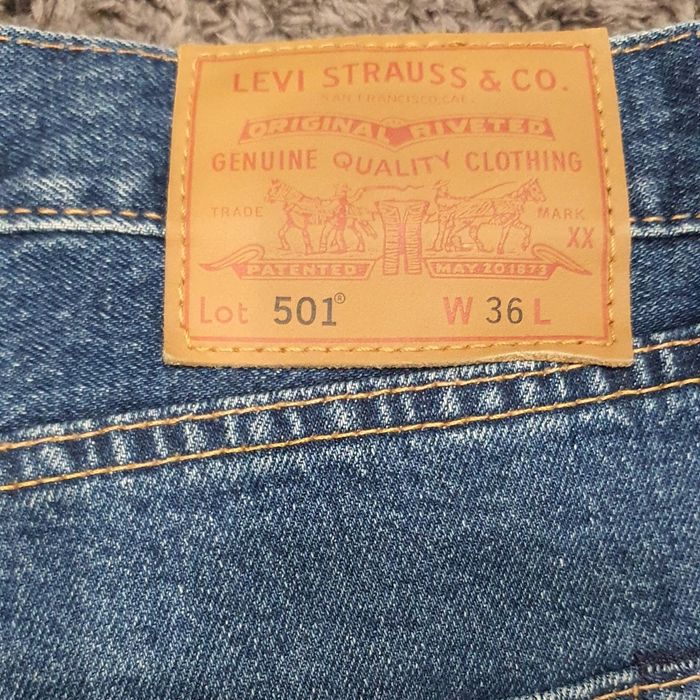 LEVI STRAUSS & CO.
SAN FRANCISCO, CAL.
ORIGINAL RIVETED
GENUINE QUALITY CLOTHING
TRADE MARK
XX
PATENTED MAY 20 1873
Lot 501® W 36 L